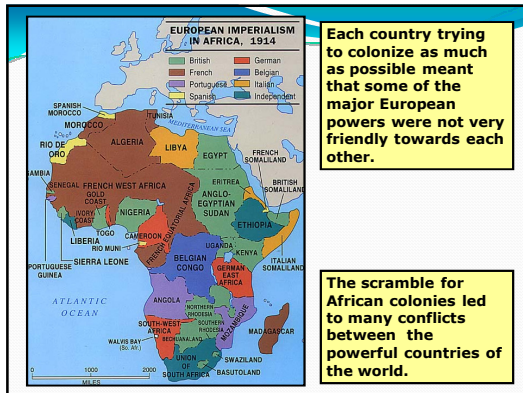 EUROPEAN IMPERIALISM
IN AFRICA, 1914
British
French
Portuguese
Spanish
German
Belgian
Italian
Independent
SPANISH
MOROCCO
MOROCCO
TUNISIA
MEDITERRANEAN SEA
RIO DE
ORO
ALGERIA
LIBYA
EGYPT
FRENCH
SOMALILAND
GAMBIA
SENEGAL
FRENCH WEST AFRICA
GOLD
COAST
IVORY
COAST
NIGERIA
FRENCH EQUATORIAL AFRICA
ANGLO-
EGYPTIAN
SUDAN
ERITREA
BRITISH
SOMALILAND
ETHIOPIA
LIBERIA
TOGO
CAMEROON
RIO MUNI
UGANDA
KENYA
PORTUGUESE
GUINEA
SIERRA LEONE
BELGIAN
CONGO
GERMAN
EAST
AFRICA
ITALIAN
SOMALILAND
ATLANTIC
OCEAN
ANGOLA
NORTHERN
RHODESIA
SOUTH-WEST
AFRICA
SOUTHERN
RHODESIA
MOZAMBIQUE
MADAGASCAR
WALVIS BAY
(So. Afr.)
BECHUANALAND
UNION
OF
SOUTH AFRICA
SWAZILAND
BASUTOLAND
0 1000 2000
MILES
Each country trying
to colonize as much
as possible meant
that some of the
major European
powers were not very
friendly towards each
other.
The scramble for
African colonies led
to many conflicts
between the
powerful countries of
the world.